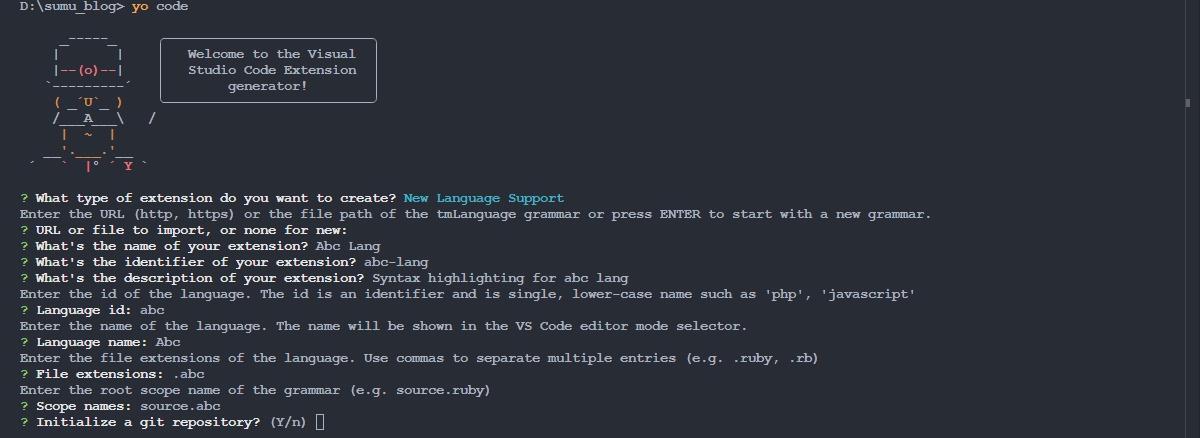 D:\sumu_blog> yo code
     _-----_
    |       |
    |--(o)--|
   `---------´
    ( _´U`_ )
    /___A___\   /
     |  ~  |
   __'.___.'__
 ´   `  |° ´ Y `
Welcome to the Visual
Studio Code Extension
generator!
? What type of extension do you want to create? New Language Support
Enter the URL (http, https) or the file path of the tmLanguage grammar or press ENTER to start with a new grammar.
? URL or file to import, or none for new:
? What's the name of your extension? Abc Lang
? What's the identifier of your extension? abc-lang
? What's the description of your extension? Syntax highlighting for abc lang
Enter the id of the language. The id is an identifier and is single, lower-case name such as 'php', 'javascript'
? Language id: abc
Enter the name of the language. The name will be shown in the VS Code editor mode selector.
? Language name: Abc
Enter the file extensions of the language. Use commas to separate multiple entries (e.g. .ruby, .rb)
? File extensions: .abc
Enter the root scope name of the grammar (e.g. source.ruby)
? Scope names: source.abc
? Initialize a git repository? (Y/n)